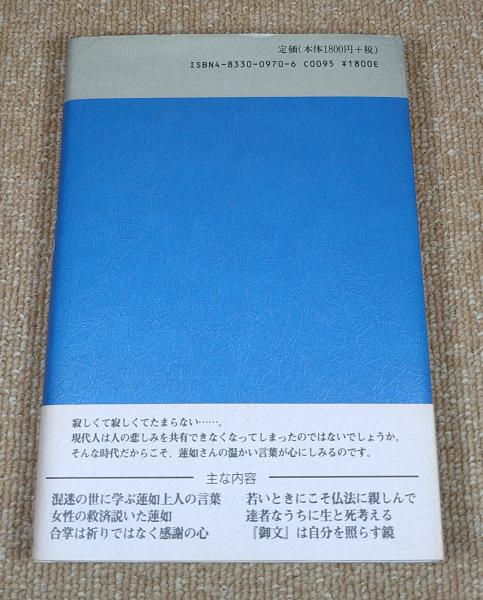 定価(本体1800円+税)
ISBN4-8330-0970-6 C0095 ¥1800E
寂しくて寂しくてたまらない……。
現代人は人の悲しみを共有できなくなってしまったのではないでしょうか。
そんな時代だからこそ、蓮如さんの温かい言葉が心にしみるのです。
主な内容
混迷の世に学ぶ蓮如上人の言葉
女性の救済説いた蓮如
合掌は祈りではなく感謝の心
若いときにこそ仏法に親しんで
達者なうちに生と死考える
『御文』は自分を照らす鏡